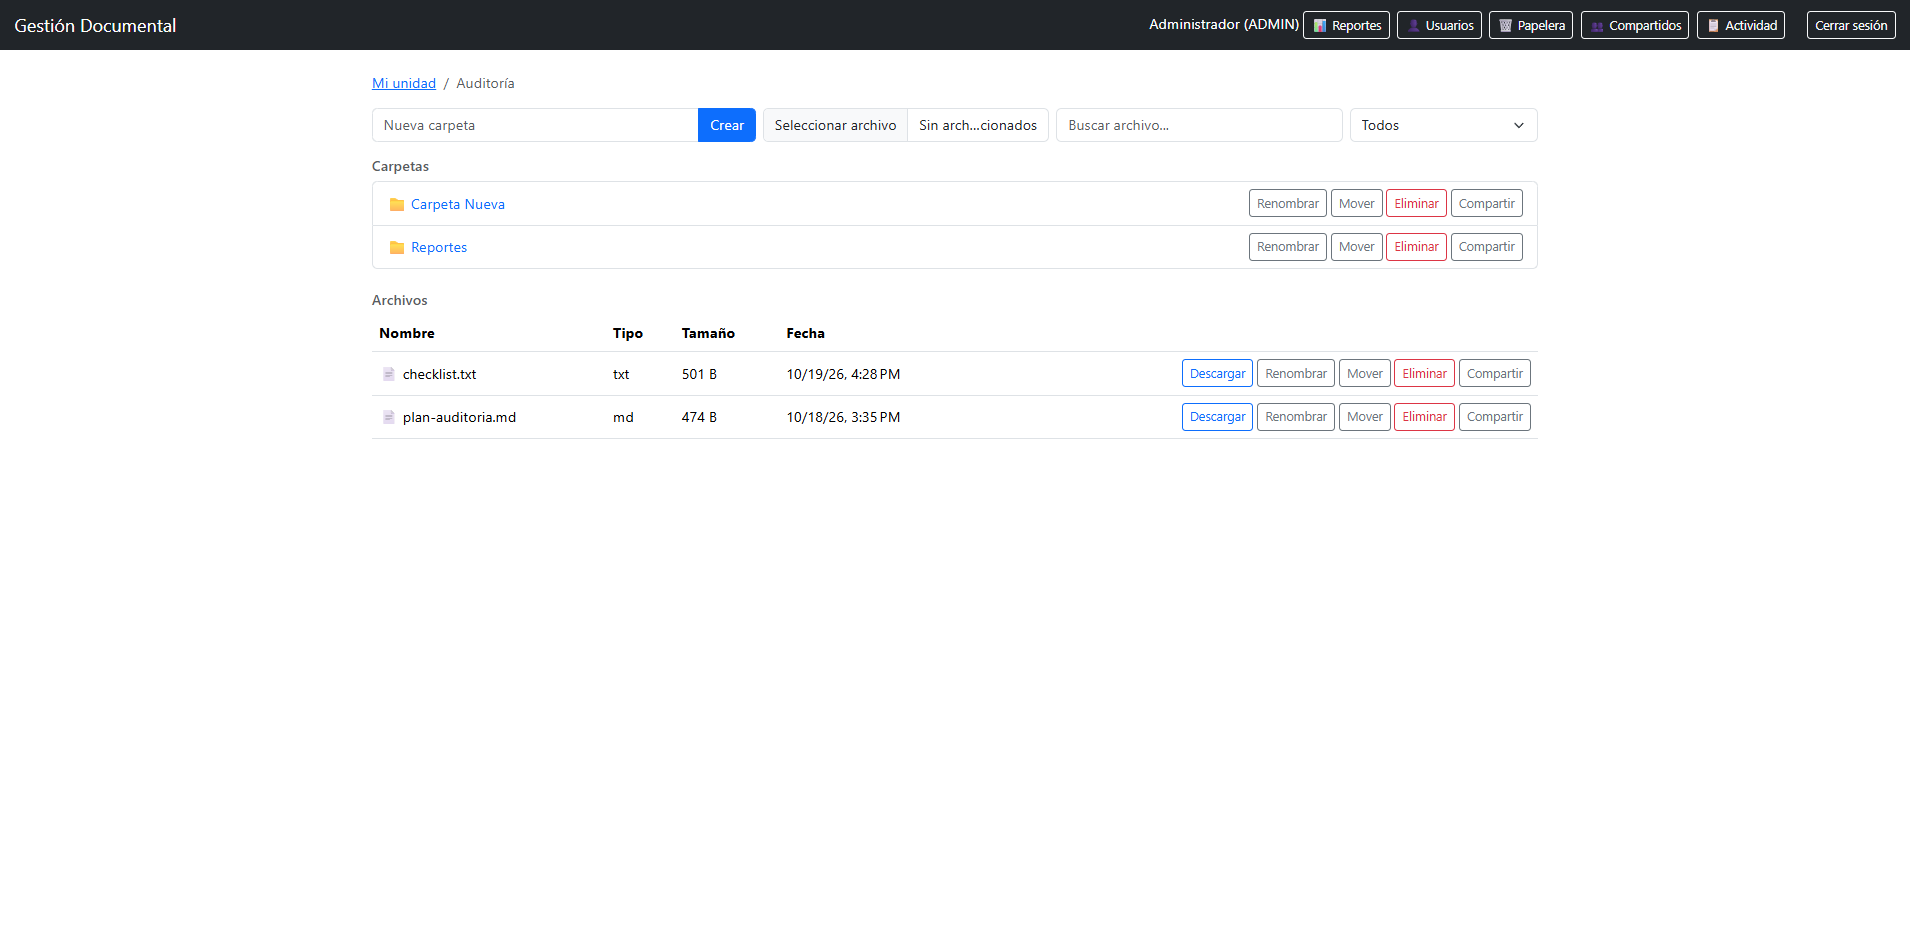 Gestión Documental
Administrador (ADMIN) Reportes Usuarios Papelera Compartidos Actividad Cerrar sesión
Mi unidad / Auditoría
Nueva carpeta Crear Seleccionar archivo Sin arch...cionados Buscar archivo... Todos
Carpetas
Carpeta Nueva Renombrar Mover Eliminar Compartir
Reportes Renombrar Mover Eliminar Compartir
Archivos
Nombre Tipo Tamaño Fecha
checklist.txt txt 501 B 10/19/26, 4:28 PM Descargar Renombrar Mover Eliminar Compartir
plan-auditoria.md md 474 B 10/18/26, 3:35 PM Descargar Renombrar Mover Eliminar Compartir